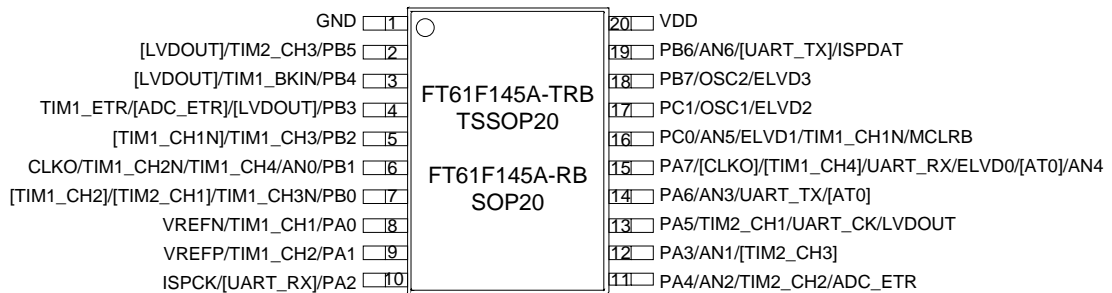 GND 1
[LVDOUT]/TIM2_CH3/PB5 2
[LVDOUT]/TIM1_BKIN/PB4 3
TIM1_ETR/[ADC_ETR]/[LVDOUT]/PB3 4
[TIM1_CH1N]/TIM1_CH3/PB2 5
CLKO/TIM1_CH2N/TIM1_CH4/AN0/PB1 6
[TIM1_CH2]/[TIM2_CH1]/TIM1_CH3N/PB0 7
VREFN/TIM1_CH1/PA0 8
VREFP/TIM1_CH2/PA1 9
ISPCK/[UART_RX]/PA2 10
FT61F145A-TRB
TSSOP20
FT61F145A-RB
SOP20
20 VDD
19 PB6/AN6/[UART_TX]/ISPDAT
18 PB7/OSC2/ELVD3
17 PC1/OSC1/ELVD2
16 PC0/AN5/ELVD1/TIM1_CH1N/MCLRB
15 PA7/[CLKO]/[TIM1_CH4]/UART_RX/ELVD0/[AT0]/AN4
14 PA6/AN3/UART_TX/[AT0]
13 PA5/TIM2_CH1/UART_CK/LVDOUT
12 PA3/AN1/[TIM2_CH3]
11 PA4/AN2/TIM2_CH2/ADC_ETR